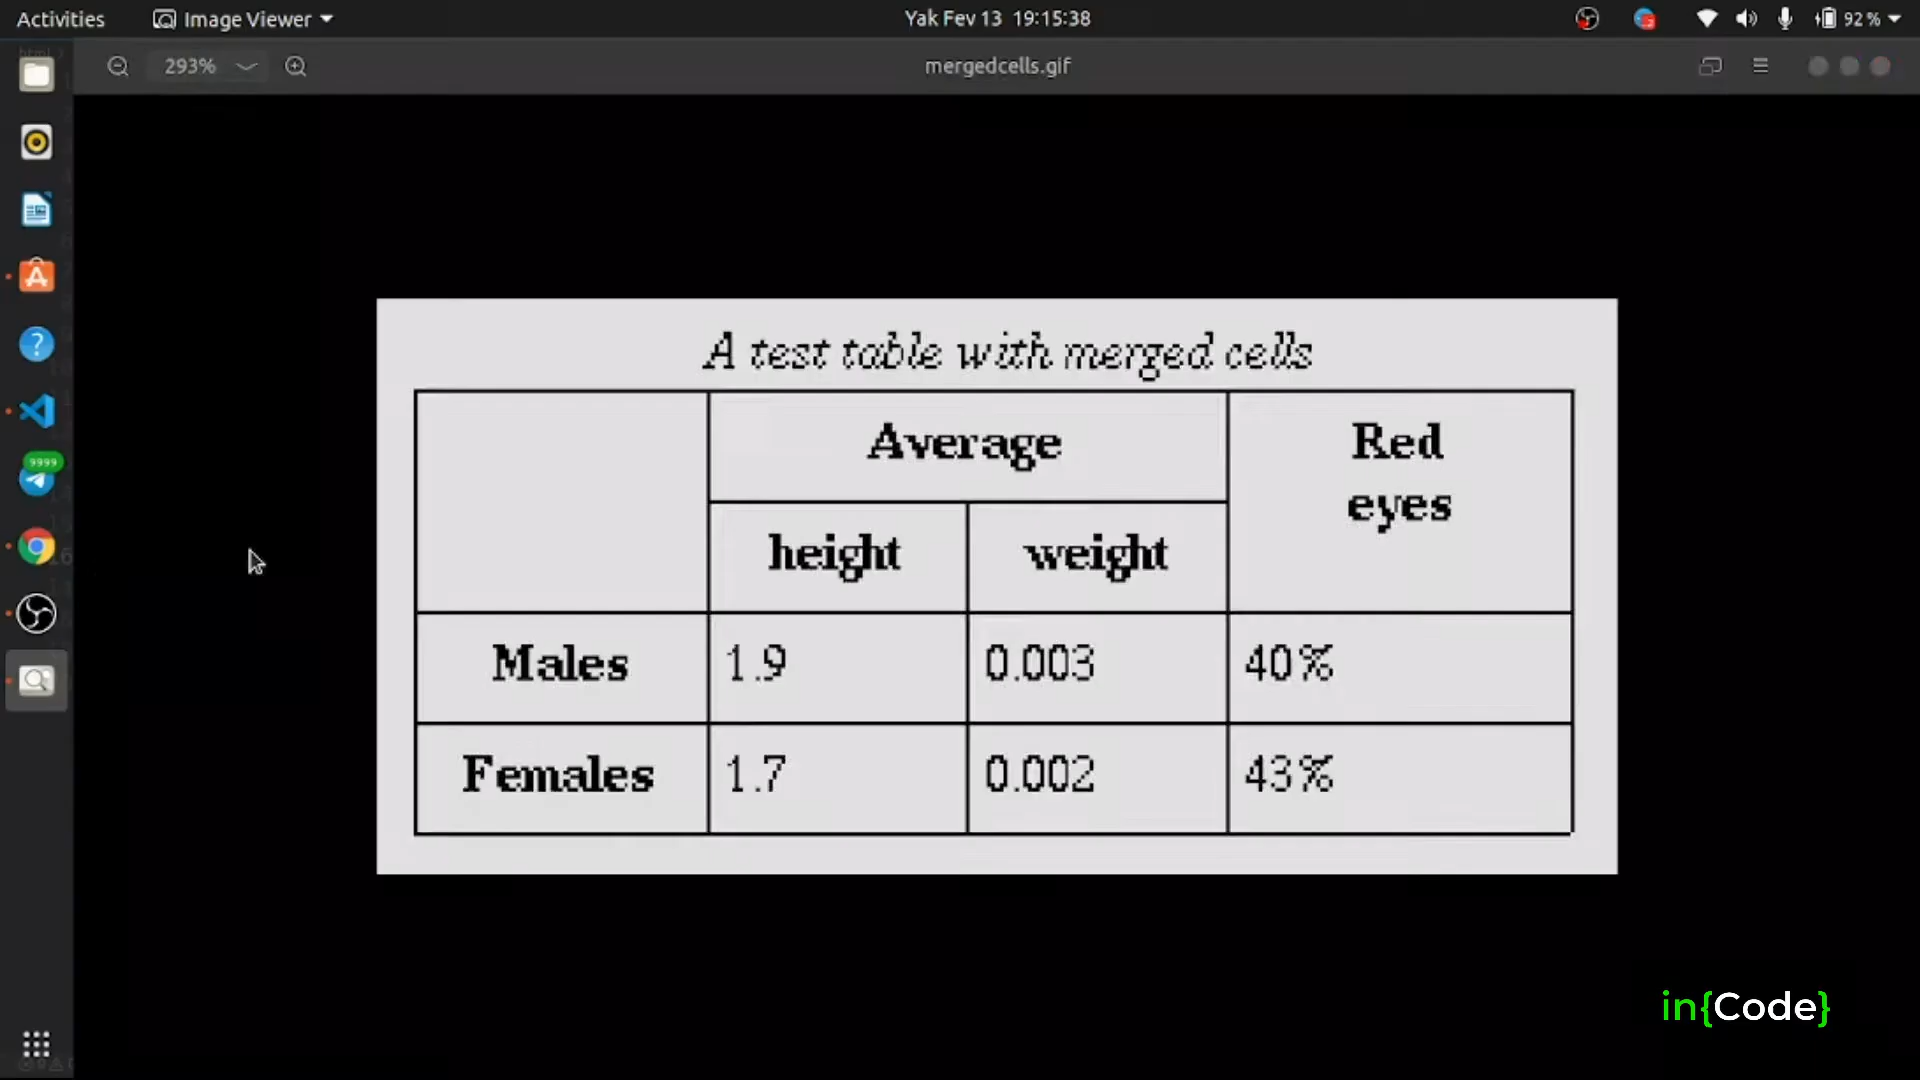 Activities
Image Viewer
Yak Fev 13 19:15:38
92 %
293%
mergedcells.gif
9999
A test table with merged cells
Average
Red
eyes
height
weight
Males
1.9
0.003
40%
Females
1.7
0.002
43%
in{Code}